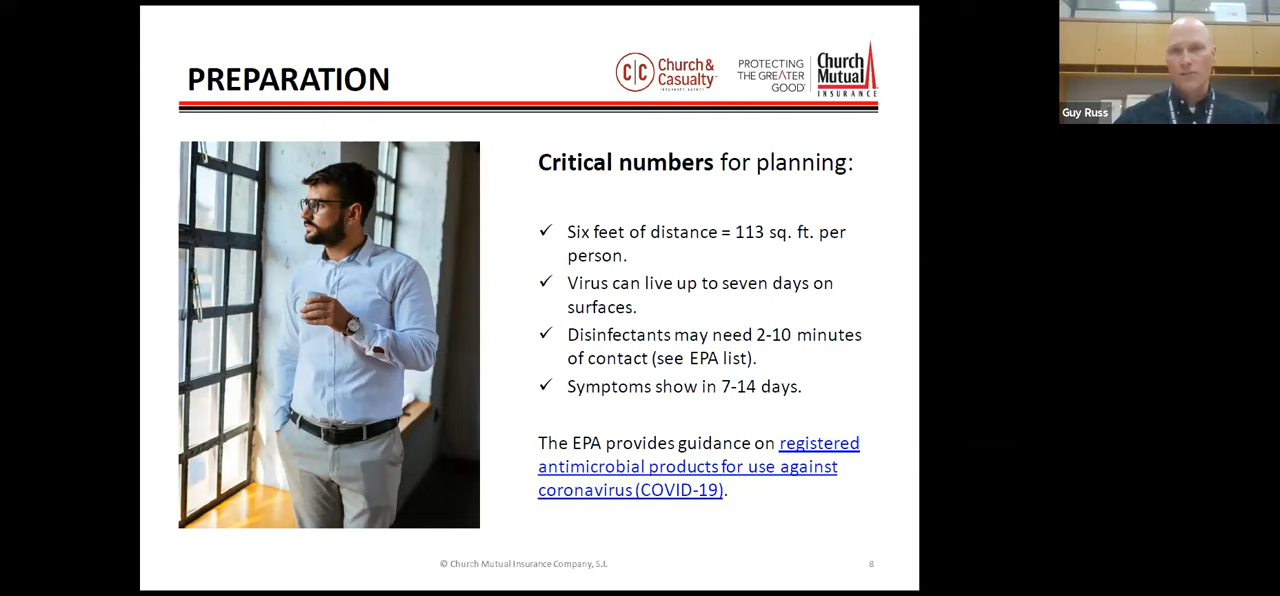 PREPARATION
C|C Church & Casualty™
INSURANCE AGENCY
PROTECTING THE GREATER GOOD
Church Mutual
INSURANCE
Guy Russ
Critical numbers for planning:
✓ Six feet of distance = 113 sq. ft. per
person.
✓ Virus can live up to seven days on
surfaces.
✓ Disinfectants may need 2-10 minutes
of contact (see EPA list).
✓ Symptoms show in 7-14 days.
The EPA provides guidance on registered
antimicrobial products for use against
coronavirus (COVID-19).
© Church Mutual Insurance Company, S.I.
8